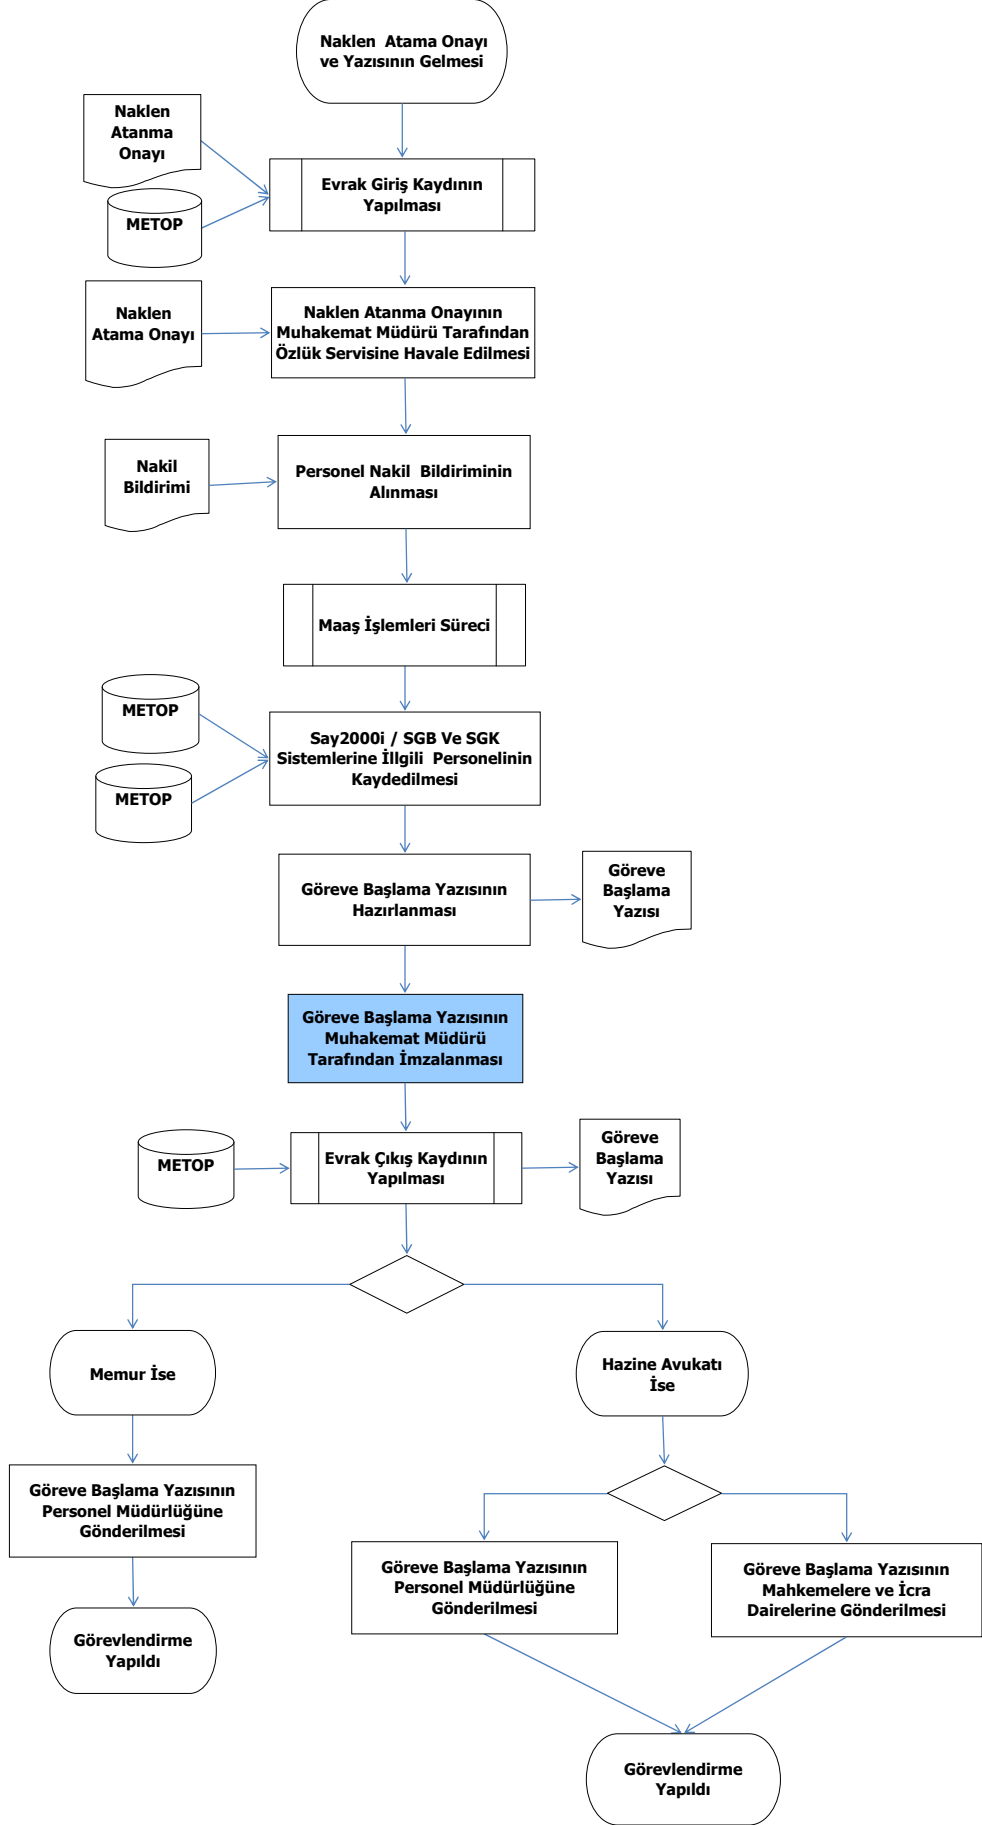 Naklen Atama Onayı
ve Yazısının Gelmesi
Naklen
Atanma
Onayı
METOP
Evrak Giriş Kaydının
Yapılması
Naklen
Atama Onayı
Naklen Atanma Onayının
Muhakemat Müdürü Tarafından
Özlük Servisine Havale Edilmesi
Nakil
Bildirimi
Personel Nakil Bildiriminin
Alınması
Maaş İşlemleri Süreci
METOP
METOP
Say2000i / SGB Ve SGK
Sistemlerine İllgili Personelinin
Kaydedilmesi
Göreve Başlama Yazısının
Hazırlanması
Göreve
Başlama
Yazısı
Göreve Başlama Yazısının
Muhakemat Müdürü
Tarafından İmzalanması
METOP
Evrak Çıkış Kaydının
Yapılması
Göreve
Başlama
Yazısı
Memur İse
Hazine Avukatı
İse
Göreve Başlama Yazısının
Personel Müdürlüğüne
Gönderilmesi
Göreve Başlama Yazısının
Personel Müdürlüğüne
Gönderilmesi
Göreve Başlama Yazısının
Mahkemelere ve İcra
Dairelerine Gönderilmesi
Görevlendirme
Yapıldı
Görevlendirme
Yapıldı